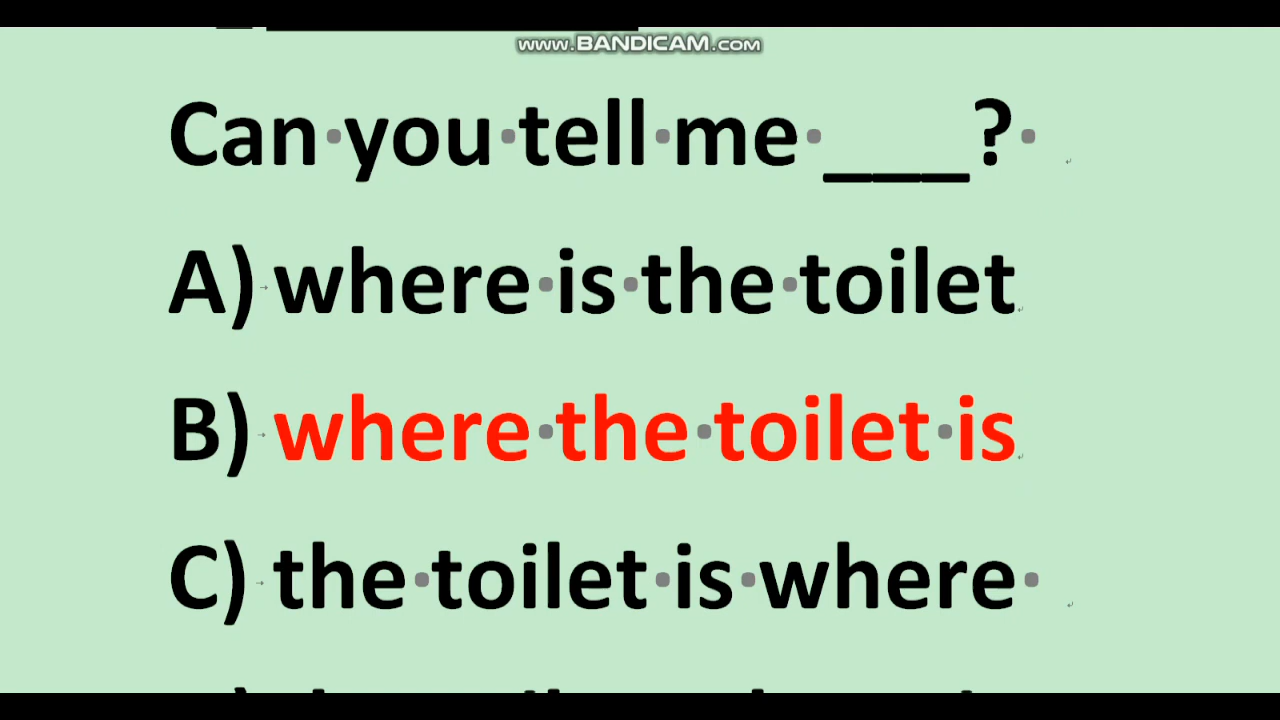 www.BANDICAM.com
Can you tell me ___?
A) where is the toilet
B) where the toilet is
C) the toilet is where